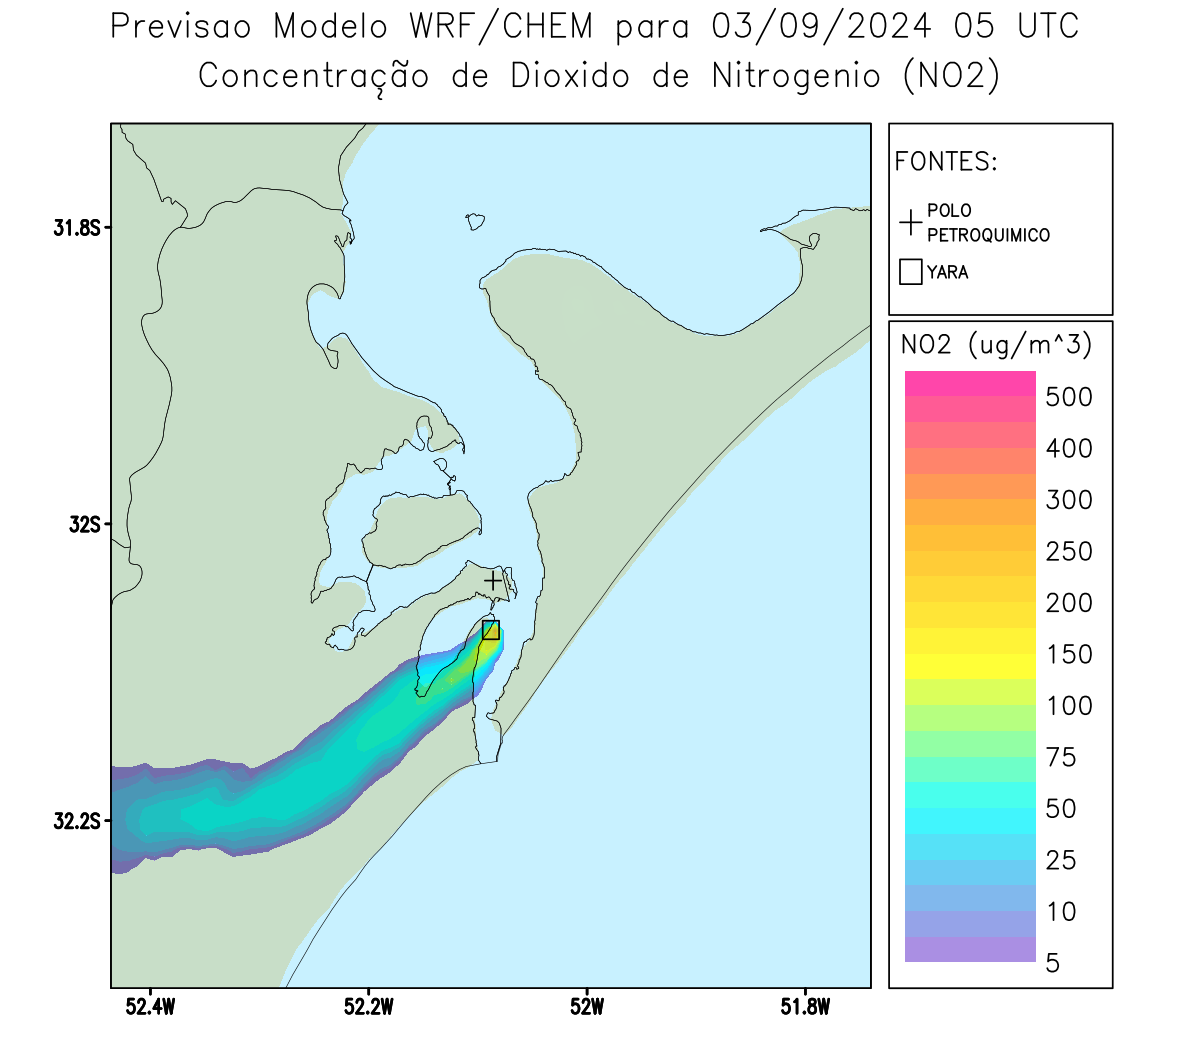 Previsao Modelo WRF/CHEM para 03/09/2024 05 UTC
Concentração de Dioxido de Nitrogenio (NO2)
FONTES:
POLO
PETROQUIMICO
YARA
31.8S
32S
32.2S
52.4W
52.2W
52W
51.8W
NO2 (ug/m^3)
500
400
300
250
200
150
100
75
50
25
10
5